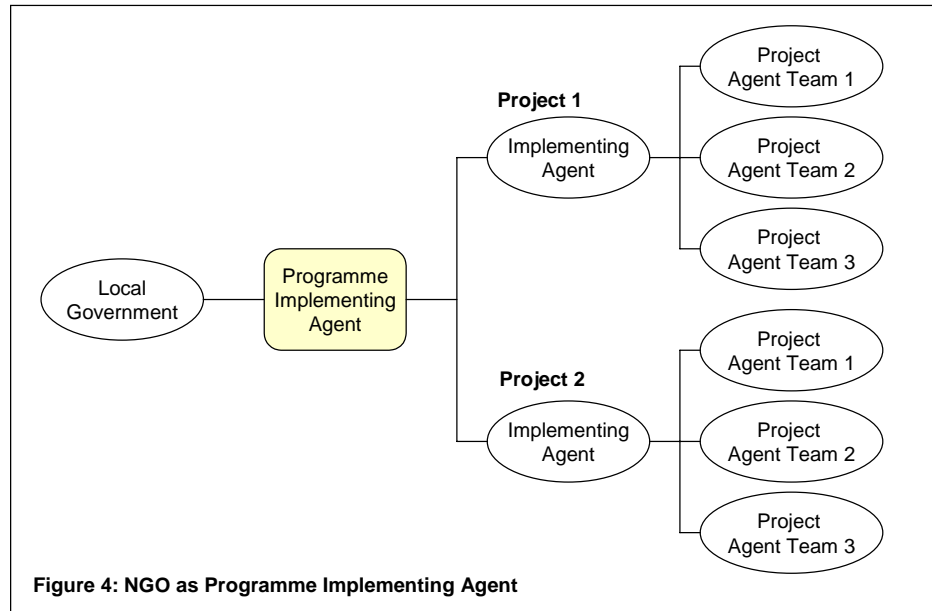 Local
Government
Programme
Implementing
Agent
Project 1
Implementing
Agent
Project
Agent Team 1
Project
Agent Team 2
Project
Agent Team 3
Project 2
Implementing
Agent
Project
Agent Team 1
Project
Agent Team 2
Project
Agent Team 3
Figure 4: NGO as Programme Implementing Agent